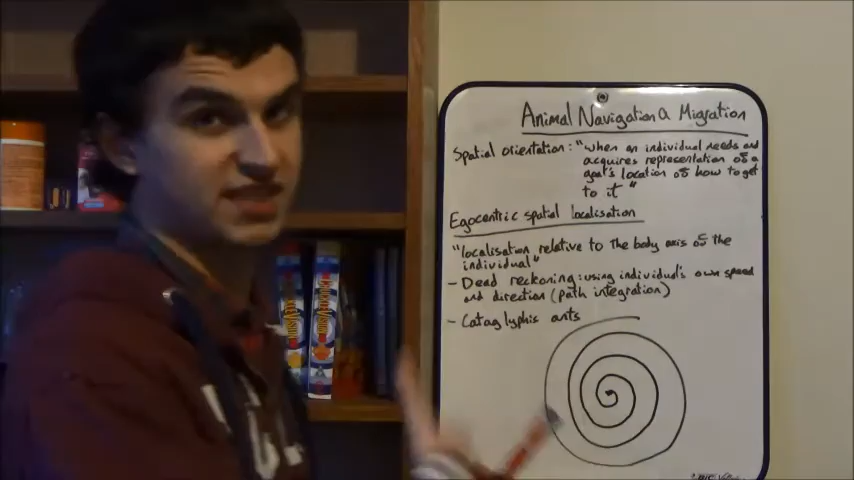 Animal Navigation & Migration
Spatial orientation: "when an individual needs and
acquires representation of a
goal's location or how to get
to it"
Egocentric spatial localisation
"localisation relative to the body axis of the
individual"
- Dead reckoning: using individual's own speed
and direction (path integration)
- Cataglyphis ants